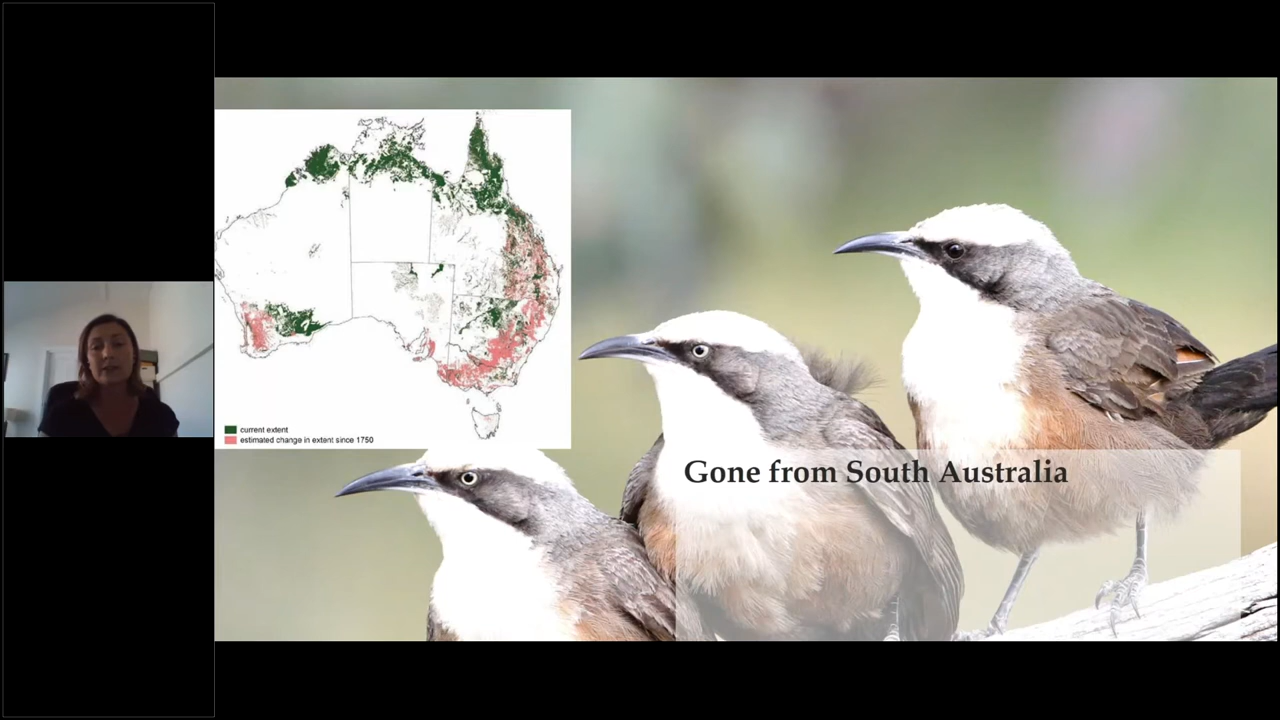 current extent
estimated change in extent since 1750
Gone from South Australia